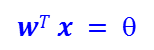 wᵀ x = θ